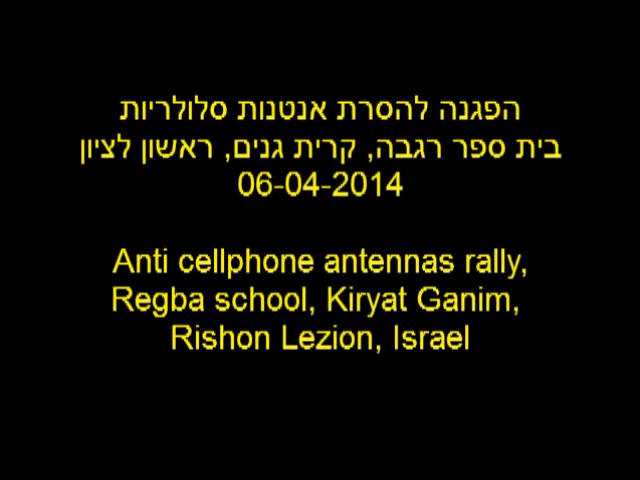 הפגנה להסרת אנטנות סלולריות
בית ספר רגבה, קרית גנים, ראשון לציון
06-04-2014
Anti cellphone antennas rally,
Regba school, Kiryat Ganim,
Rishon Lezion, Israel